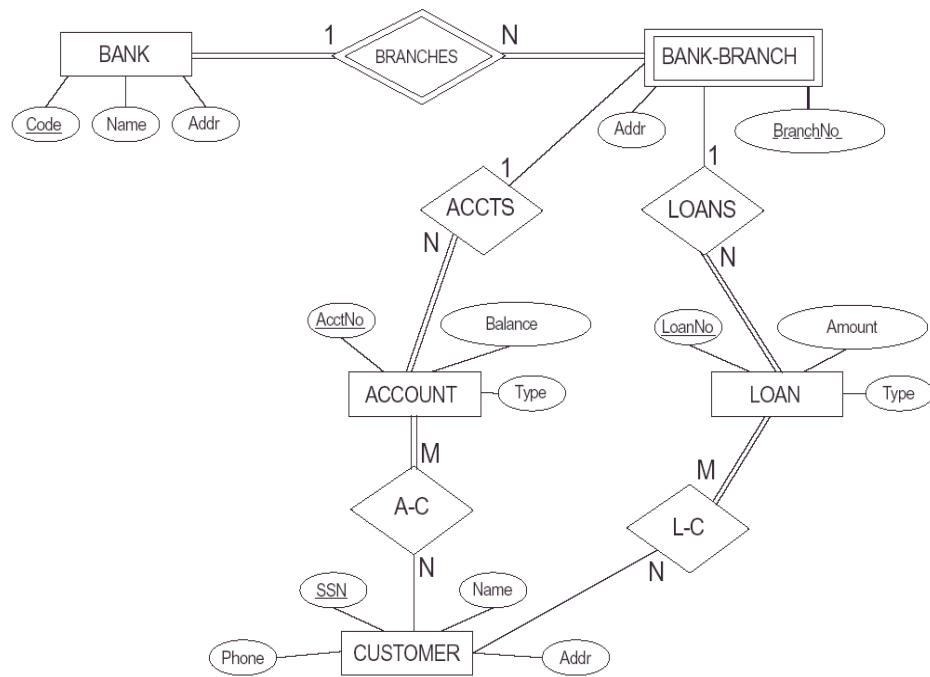 1
N
BANK
BRANCHES
BANK-BRANCH
Code
Name
Addr
Addr
BranchNo
1
1
ACCTS
LOANS
N
N
AcctNo
Balance
LoanNo
Amount
ACCOUNT
Type
LOAN
Type
M
M
A-C
L-C
N
N
SSN
Name
Phone
CUSTOMER
Addr